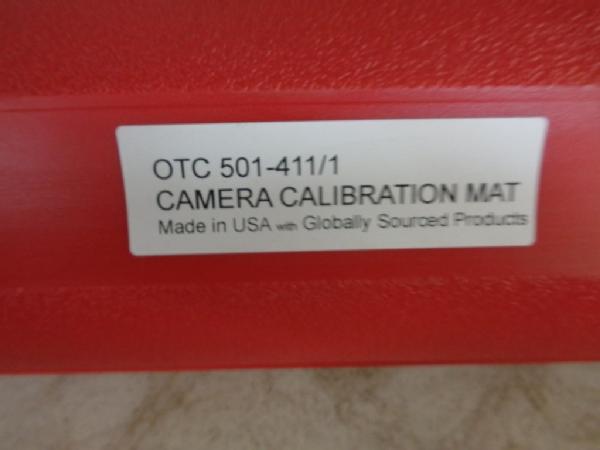 OTC 501-411/1
CAMERA CALIBRATION MAT
Made in USA with Globally Sourced Products